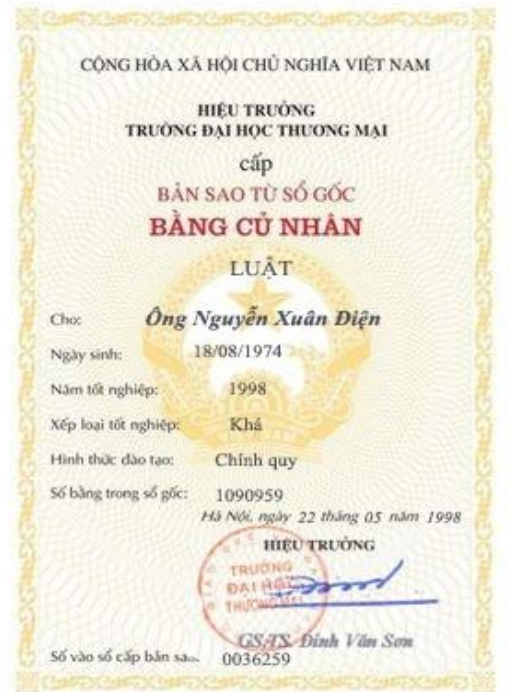 CỘNG HÒA XÃ HỘI CHỦ NGHĨA VIỆT NAM
HIỆU TRƯỞNG
TRƯỜNG ĐẠI HỌC THƯƠNG MẠI
cấp
BẢN SAO TỪ SỔ GỐC
BẰNG CỬ NHÂN
LUẬT
Cho: Ông Nguyễn Xuân Điện
Ngày sinh: 18/08/1974
Năm tốt nghiệp: 1998
Xếp loại tốt nghiệp: Khá
Hình thức đào tạo: Chính quy
Số bằng trong sổ gốc: 1090959
Hà Nội, ngày 22 tháng 05 năm 1998
HIỆU TRƯỞNG
TRƯỜNG
ĐẠI HỌC
THƯƠNG MẠI
GS.TS. Đinh Văn Sơn
Số vào sổ cấp bản sao. 0036259